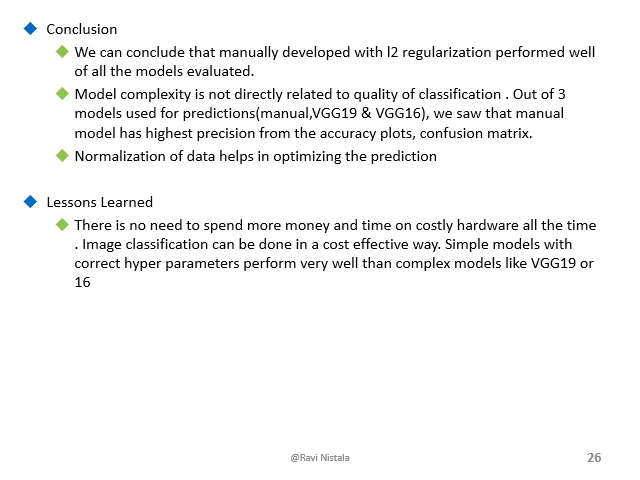 Conclusion
We can conclude that manually developed with l2 regularization performed well
of all the models evaluated.
Model complexity is not directly related to quality of classification . Out of 3
models used for predictions(manual,VGG19 & VGG16), we saw that manual
model has highest precision from the accuracy plots, confusion matrix.
Normalization of data helps in optimizing the prediction
Lessons Learned
There is no need to spend more money and time on costly hardware all the time
. Image classification can be done in a cost effective way. Simple models with
correct hyper parameters perform very well than complex models like VGG19 or
16
@Ravi Nistala
26